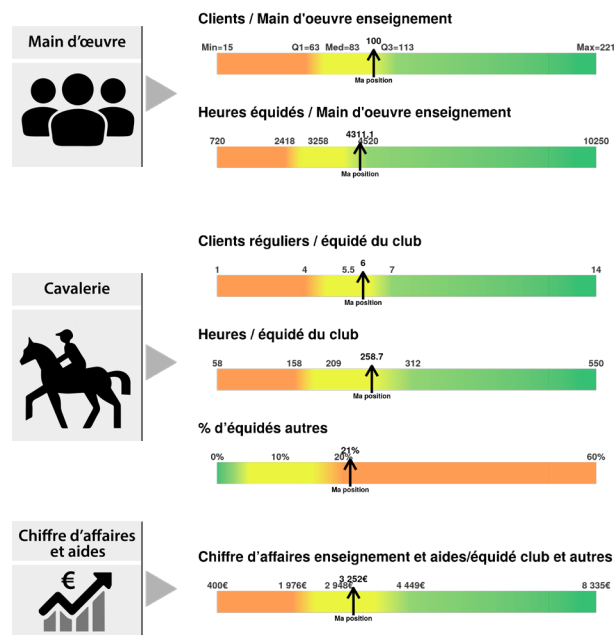 Main d'œuvre
Clients / Main d'oeuvre enseignement
100
Min=15 Q1=63 Med=83 Q3=113 Max=221
Ma position
Heures équidés / Main d'oeuvre enseignement
4311.1
720 2418 3258 4520 10250
Ma position
Cavalerie
Clients réguliers / équidé du club
6
1 4 5.5 7 14
Ma position
Heures / équidé du club
258.7
58 158 209 312 550
Ma position
% d'équidés autres
21%
0% 10% 20% 60%
Ma position
Chiffre d'affaires
et aides
€
Chiffre d'affaires enseignement et aides/équidé club et autres
3 252€
400€ 1 976€ 2 948€ 4 449€ 8 335€
Ma position